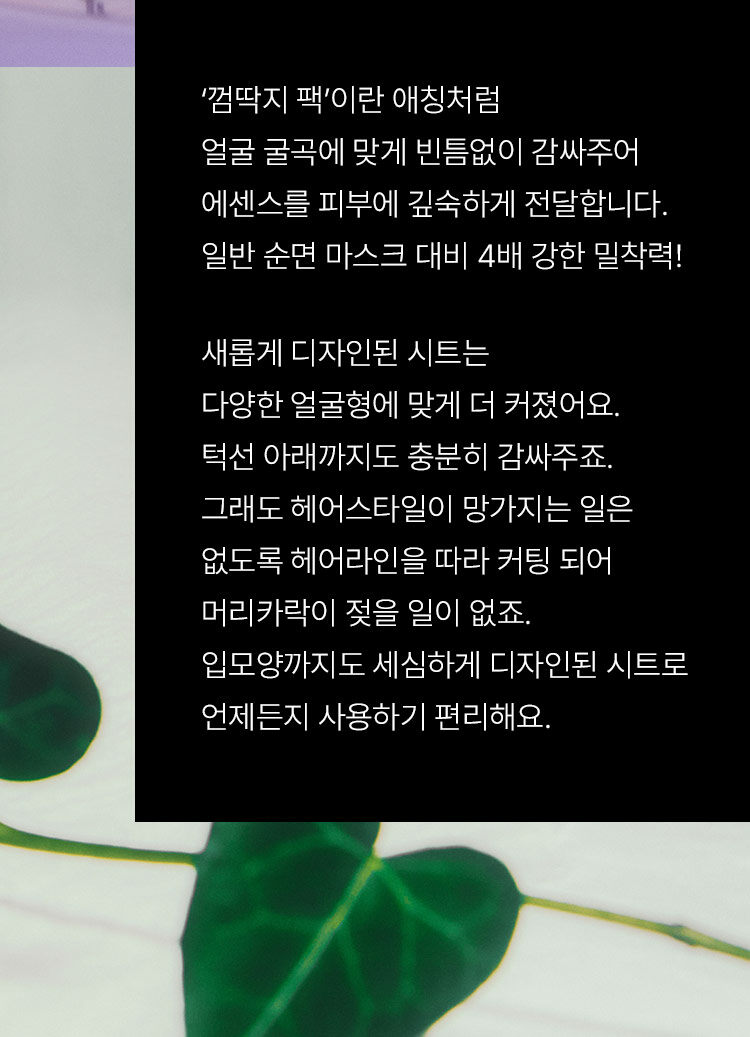 ‘껌딱지 팩’이란 애칭처럼
얼굴 굴곡에 맞게 빈틈없이 감싸주어
에센스를 피부에 깊숙하게 전달합니다.
일반 순면 마스크 대비 4배 강한 밀착력!
새롭게 디자인된 시트는
다양한 얼굴형에 맞게 더 커졌어요.
턱선 아래까지도 충분히 감싸주죠.
그래도 헤어스타일이 망가지는 일은
없도록 헤어라인을 따라 커팅 되어
머리카락이 젖을 일이 없죠.
입모양까지도 세심하게 디자인된 시트로
언제든지 사용하기 편리해요.